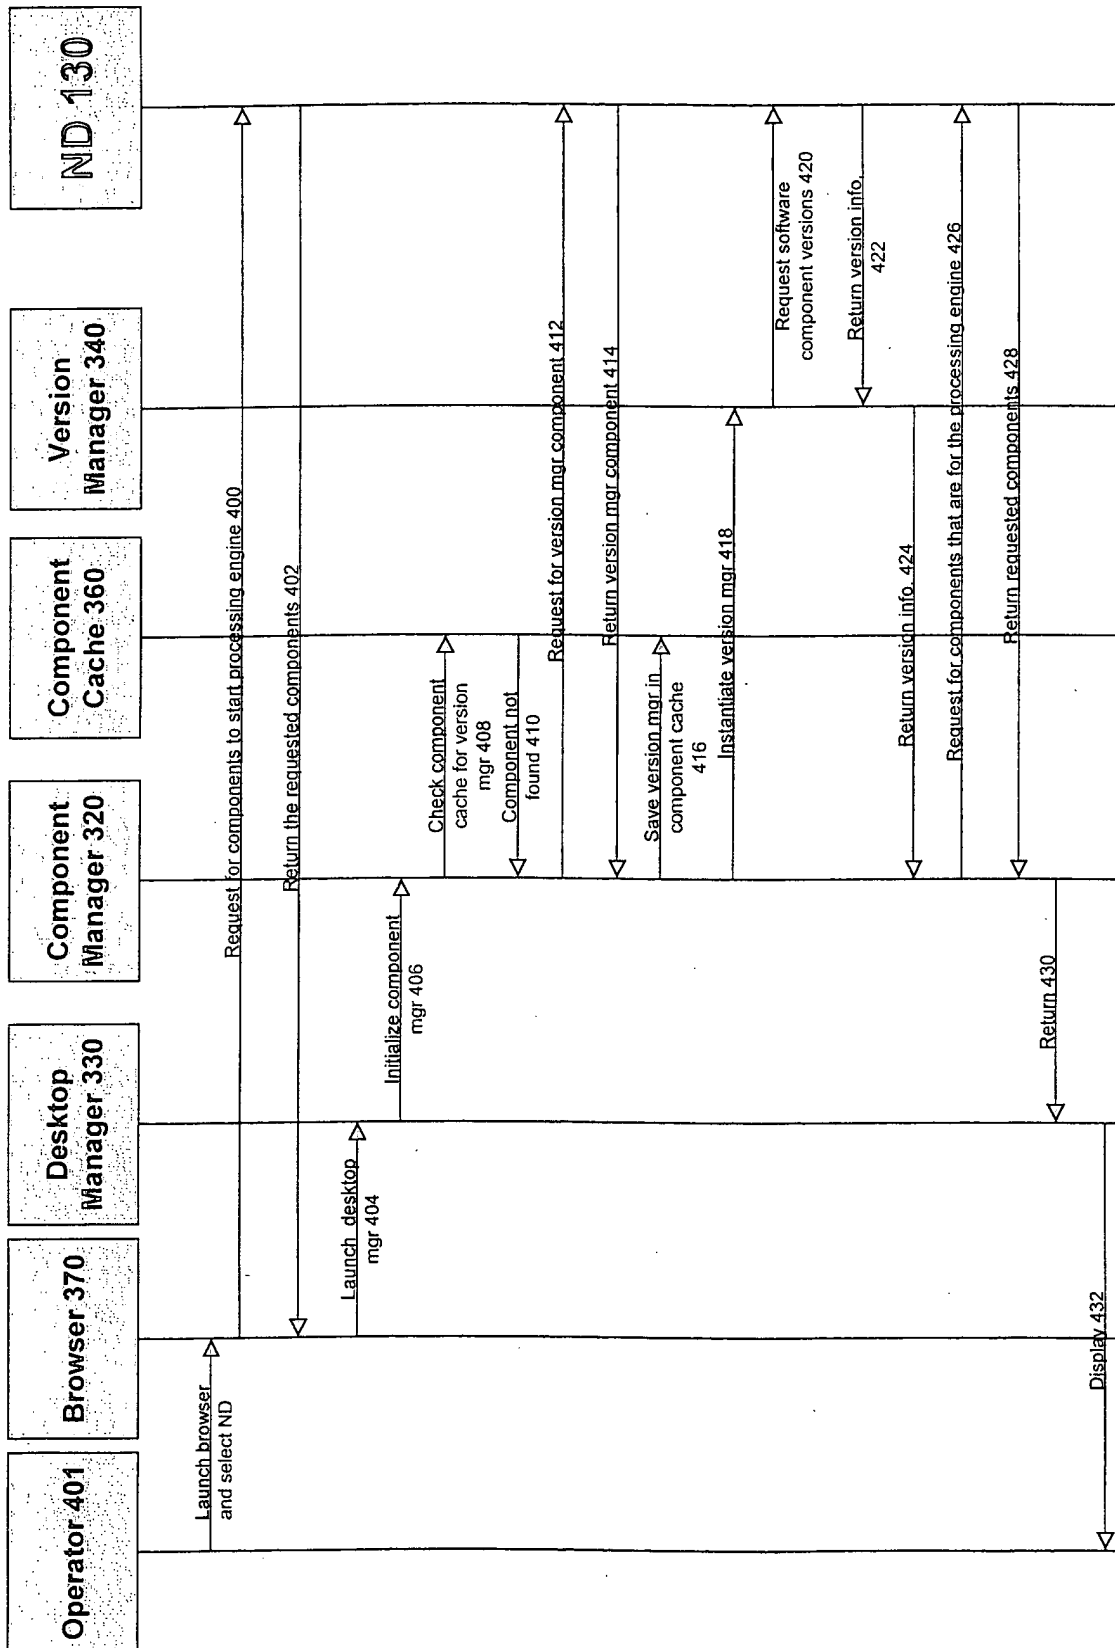 Operator 401
Browser 370
Desktop
Manager 330
Component
Manager 320
Component
Cache 360
Version
Manager 340
ND 130
Launch browser
and select ND
Request for components to start processing engine 400
Return the requested components 402
Launch desktop
mgr 404
Initialize component
mgr 406
Check component
cache for version
mgr 408
Component not
found 410
Request for version mgr component 412
Return version mgr component 414
Save version mgr in
component cache
416
Instantiate version mgr 418
Request software
component versions 420
Return version info.
422
Return version info. 424
Request for components that are for the processing engine 426
Return requested components 428
Return 430
Display 432